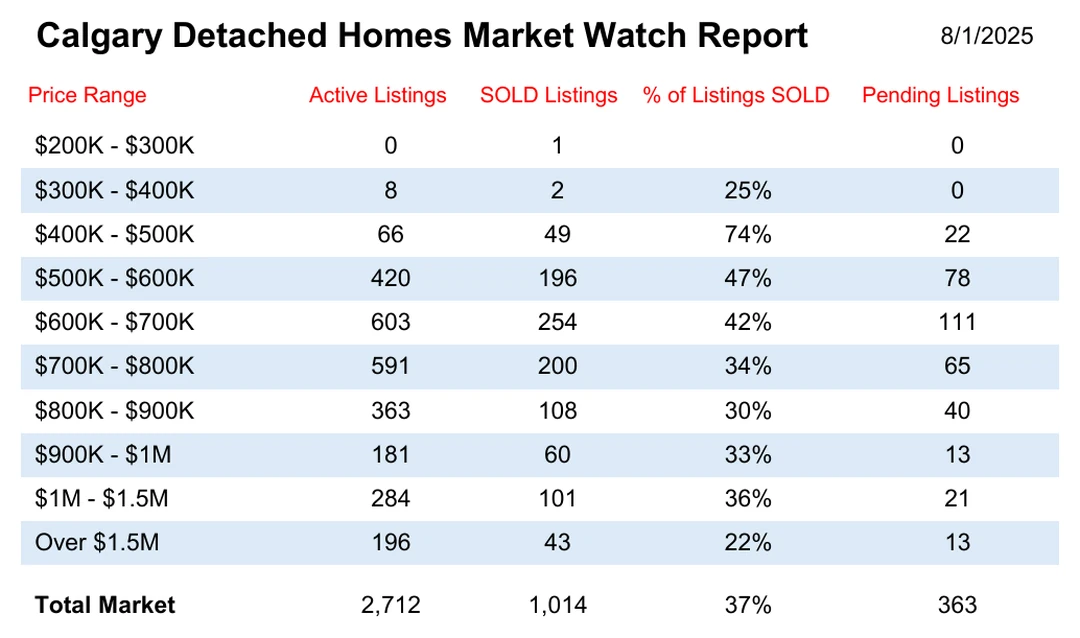 Calgary Detached Homes Market Watch Report 8/1/2025
Price Range Active Listings SOLD Listings % of Listings SOLD Pending Listings
$200K - $300K 0 1 0
$300K - $400K 8 2 25% 0
$400K - $500K 66 49 74% 22
$500K - $600K 420 196 47% 78
$600K - $700K 603 254 42% 111
$700K - $800K 591 200 34% 65
$800K - $900K 363 108 30% 40
$900K - $1M 181 60 33% 13
$1M - $1.5M 284 101 36% 21
Over $1.5M 196 43 22% 13
Total Market 2,712 1,014 37% 363